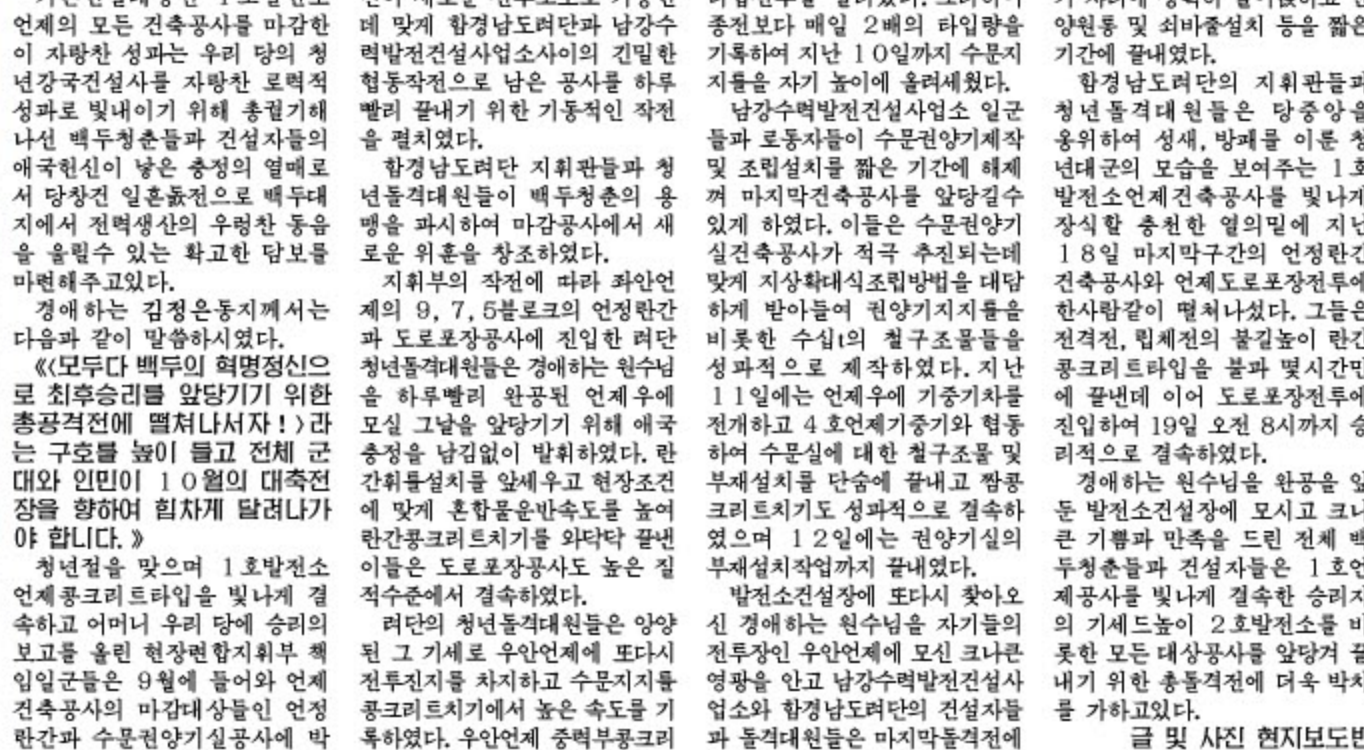 언제의 모든 건축공사를 마감한
이 자랑찬 성과는 우리 당의 청
년강국건설사를 자랑찬 로력적
성과로 빛내이기 위해 총궐기해
나선 백두청춘들과 건설자들의
애국헌신이 낳은 충정의 열매로
서 당창건 일흔돐전으로 백두대
지에서 전력생산의 우렁찬 동음
을 울릴수 있는 확고한 담보를
마련해주고있다.
경애하는 김정은동지께서는
다음과 같이 말씀하시였다.
《〈모두다 백두의 혁명정신으
로 최후승리를 앞당기기 위한
총공격전에 떨쳐나서자!〉라
는 구호를 높이 들고 전체 군
대와 인민이 10월의 대축전
장을 향하여 힘차게 달려나가
야 합니다.》
청년절을 맞으며 1호발전소
언제콩크리트타입을 빛나게 결
속하고 어머니 우리 당에 승리의
보고를 올린 현장련합지휘부 책
임일군들은 9월에 들어와 언제
건축공사의 마감대상들인 언정
란간과 수문권양기실공사에 박
데 맞게 함경남도려단과 남강수
력발전건설사업소사이의 긴밀한
협동작전으로 남은 공사를 하루
빨리 끝내기 위한 기동적인 작전
을 펼치였다.
함경남도려단 지휘관들과 청
년돌격대원들이 백두청춘의 용
맹을 과시하여 마감공사에서 새
로운 위훈을 창조하였다.
지휘부의 작전에 따라 좌안언
제의 9, 7, 5블로크의 언정란간
과 도로포장공사에 진입한 려단
청년돌격대원들은 경애하는 원수님
을 하루빨리 완공된 언제우에
모실 그날을 앞당기기 위해 애국
충정을 남김없이 발휘하였다. 란
간휘틀설치를 앞세우고 현장조건
에 맞게 혼합물운반속도를 높여
란간콩크리트치기를 와닥닥 끝낸
이들은 도로포장공사도 높은 질
적수준에서 결속하였다.
려단의 청년돌격대원들은 앙양
된 그 기세로 우안언제에 또다시
전투진지를 차지하고 수문지지를
콩크리트치기에서 높은 속도를 기
록하였다. 우안언제 중력부콩크리
종전보다 매일 2배의 타입량을
기록하여 지난 10일까지 수문지
지틀을 자기 높이에 올려세웠다.
남강수력발전건설사업소 일군
들과 로동자들이 수문권양기제작
및 조립설치를 짧은 기간에 해제
껴 마지막건축공사를 앞당길수
있게 하였다. 이들은 수문권양기
실건축공사가 적극 추진되는데
맞게 지상확대식조립방법을 대담
하게 받아들여 권양기지지틀을
비롯한 수십t의 철구조물들을
성과적으로 제작하였다. 지난
11일에는 언제우에 기중기차를
전개하고 4호언제기중기와 협동
하여 수문실에 대한 철구조물 및
부재설치를 단숨에 끝내고 짬콩
크리트치기도 성과적으로 결속하
였으며 12일에는 권양기실의
부재설치작업까지 끝내였다.
발전소건설장에 또다시 찾아오
신 경애하는 원수님을 자기들의
전투장인 우안언제에 모신 크나큰
영광을 안고 남강수력발전건설사
업소와 함경남도려단의 건설자들
과 돌격대원들은 마지막돌격전에
양원통 및 쇠바줄설치 등을 짧은
기간에 끝내였다.
함경남도려단의 지휘관들과
청년돌격대원들은 당중앙을
옹위하여 성새, 방패를 이룬 청
년대군의 모습을 보여주는 1호
발전소언제건축공사를 빛나게
장식할 충천한 열의밑에 지난
18일 마지막구간의 언정란간
건축공사와 언제도로포장전투에
한사람같이 떨쳐나섰다. 그들은
전격전, 립체전의 불길높이 란간
콩크리트타입을 불과 몇시간만
에 끝낸데 이어 도로포장전투에
진입하여 19일 오전 8시까지 승
리적으로 결속하였다.
경애하는 원수님을 완공을 앞
둔 발전소건설장에 모시고 크나
큰 기쁨과 만족을 드린 전체 백
두청춘들과 건설자들은 1호언
제공사를 빛나게 결속한 승리자
의 기세드높이 2호발전소를 비
롯한 모든 대상공사를 앞당겨 끝
내기 위한 총돌격전에 더욱 박차
를 가하고있다.
글 및 사진 현지보도반